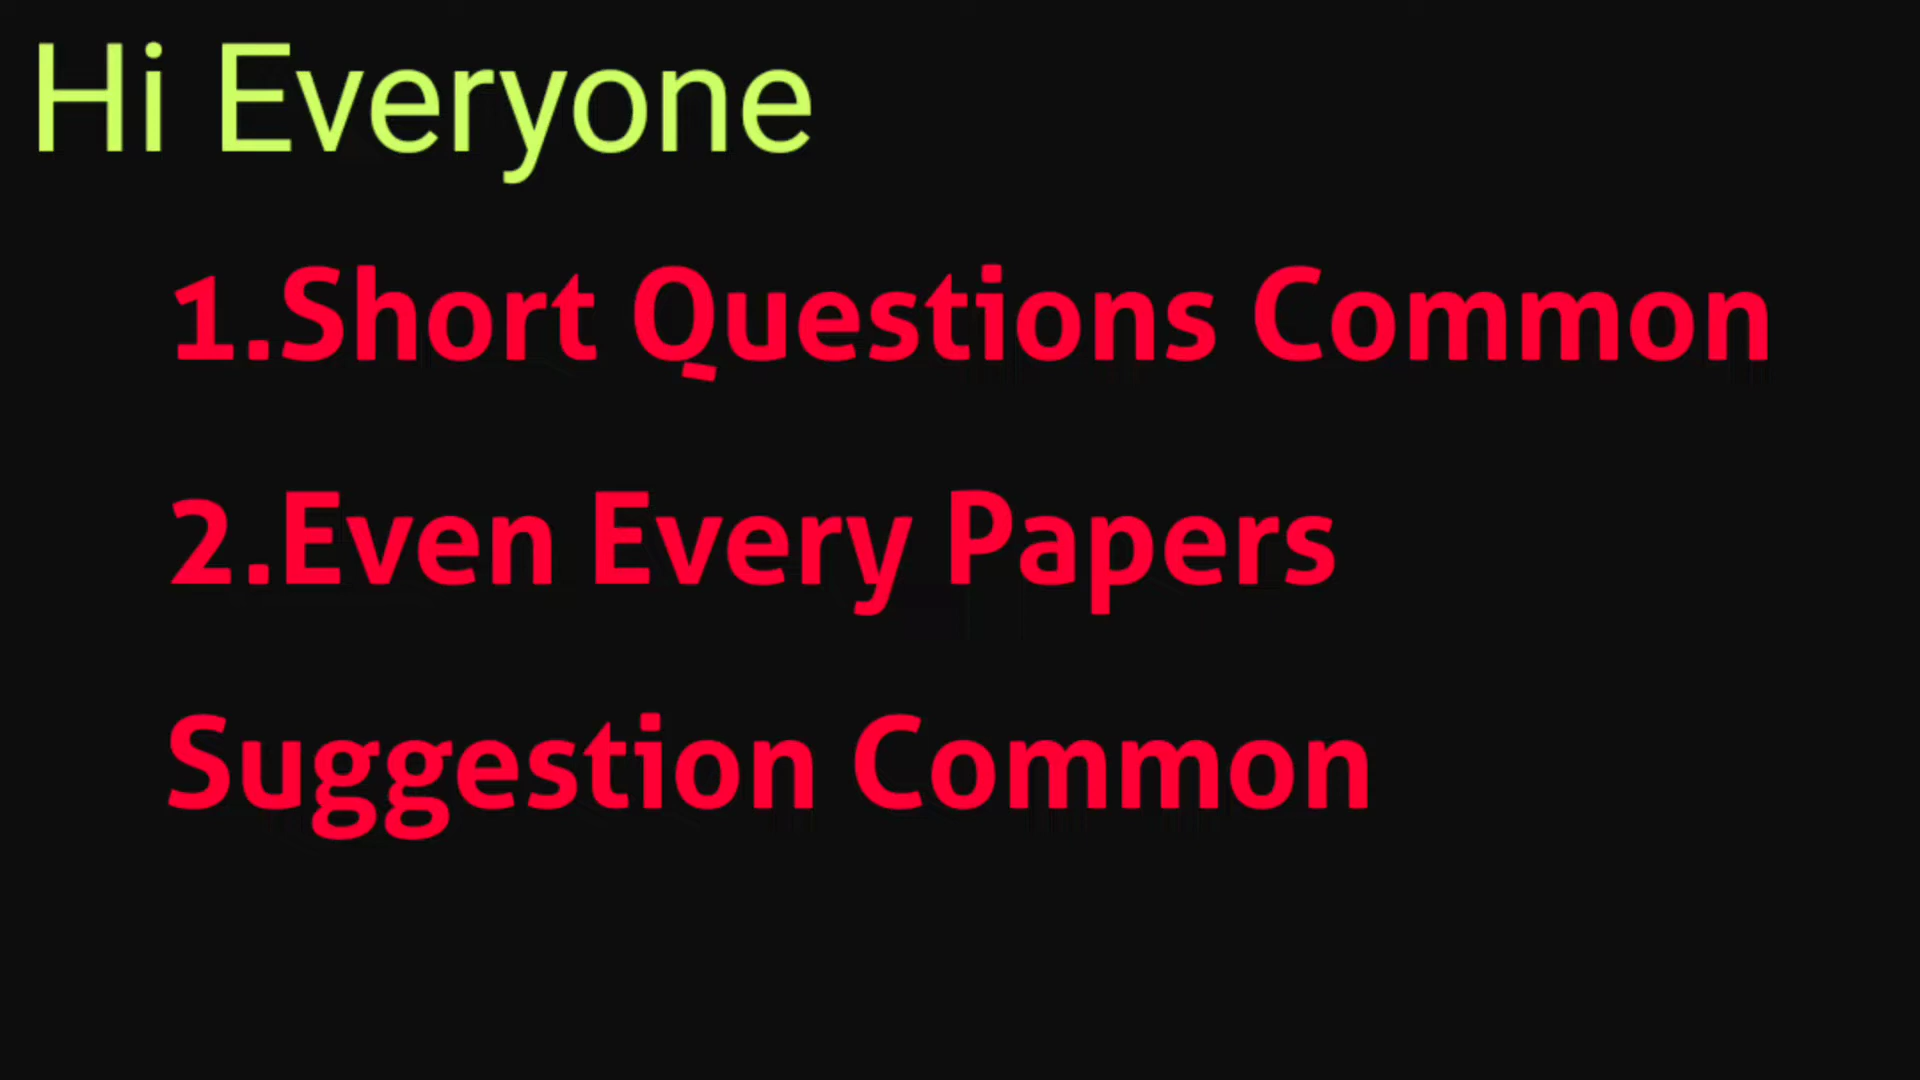 Hi Everyone
1.Short Questions Common
2.Even Every Papers
Suggestion Common